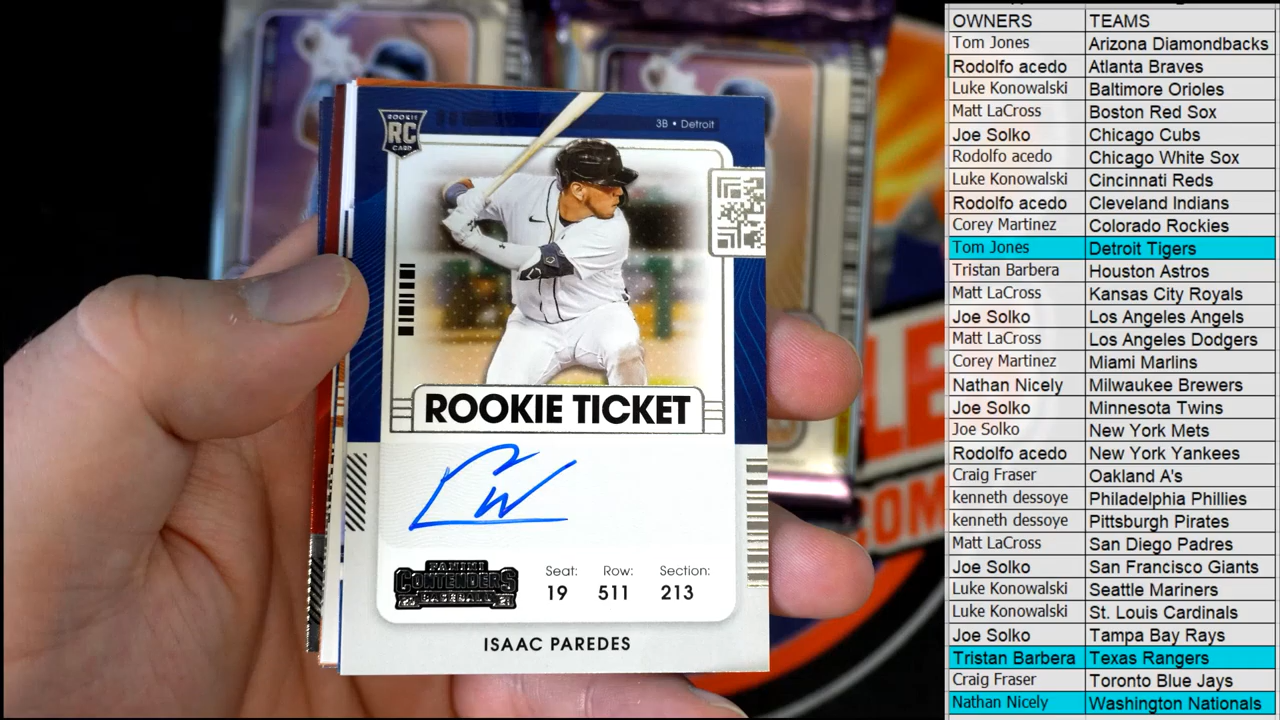 ROOKIE
RC
CARD
3B • Detroit
ROOKIE TICKET
PANINI
CONTENDERS
BASEBALL
Seat: Row: Section:
19 511 213
ISAAC PAREDES
COM
OWNERS TEAMS
Tom Jones Arizona Diamondbacks
Rodolfo acedo Atlanta Braves
Luke Konowalski Baltimore Orioles
Matt LaCross Boston Red Sox
Joe Solko Chicago Cubs
Rodolfo acedo Chicago White Sox
Luke Konowalski Cincinnati Reds
Rodolfo acedo Cleveland Indians
Corey Martinez Colorado Rockies
Tom Jones Detroit Tigers
Tristan Barbera Houston Astros
Matt LaCross Kansas City Royals
Joe Solko Los Angeles Angels
Matt LaCross Los Angeles Dodgers
Corey Martinez Miami Marlins
Nathan Nicely Milwaukee Brewers
Joe Solko Minnesota Twins
Joe Solko New York Mets
Rodolfo acedo New York Yankees
Craig Fraser Oakland A's
kenneth dessoye Philadelphia Phillies
kenneth dessoye Pittsburgh Pirates
Matt LaCross San Diego Padres
Joe Solko San Francisco Giants
Luke Konowalski Seattle Mariners
Luke Konowalski St. Louis Cardinals
Joe Solko Tampa Bay Rays
Tristan Barbera Texas Rangers
Craig Fraser Toronto Blue Jays
Nathan Nicely Washington Nationals